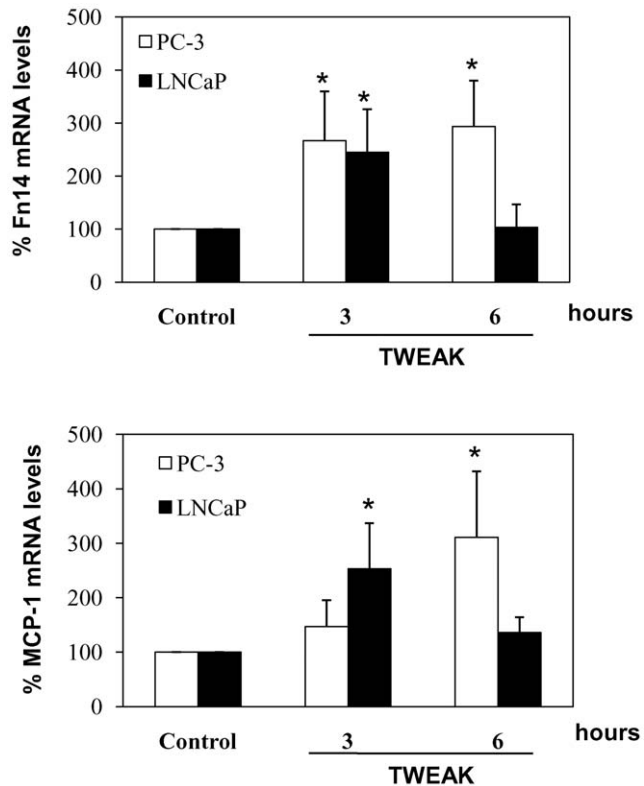 % Fn14 mRNA levels
500
400
300
200
100
0
PC-3
LNCaP
*
*
*
Control 3 6 hours
TWEAK
% MCP-1 mRNA levels
500
400
300
200
100
0
PC-3
LNCaP
*
*
Control 3 6 hours
TWEAK